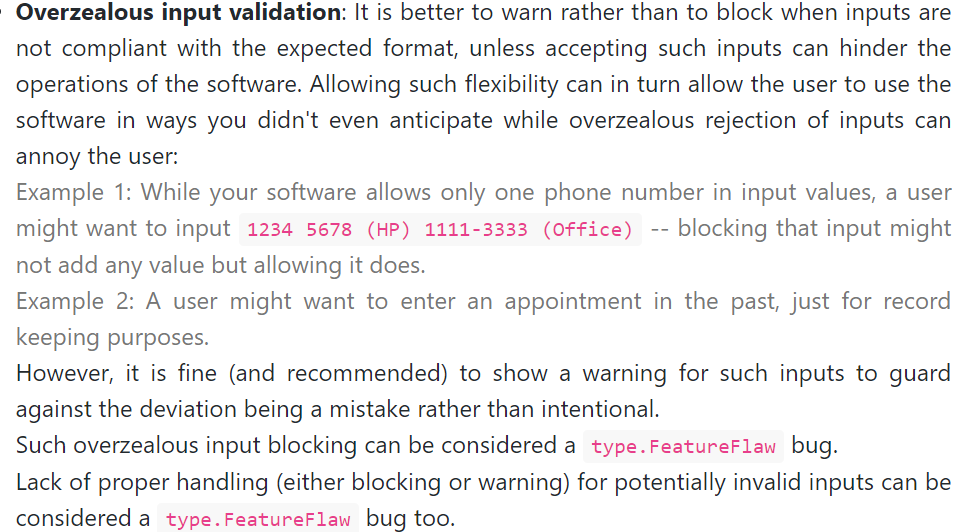 Overzealous input validation: It is better to warn rather than to block when inputs are
not compliant with the expected format, unless accepting such inputs can hinder the
operations of the software. Allowing such flexibility can in turn allow the user to use the
software in ways you didn't even anticipate while overzealous rejection of inputs can
annoy the user:
Example 1: While your software allows only one phone number in input values, a user
might want to input 1234 5678 (HP) 1111-3333 (Office) -- blocking that input might
not add any value but allowing it does.
Example 2: A user might want to enter an appointment in the past, just for record
keeping purposes.
However, it is fine (and recommended) to show a warning for such inputs to guard
against the deviation being a mistake rather than intentional.
Such overzealous input blocking can be considered a type.FeatureFlaw bug.
Lack of proper handling (either blocking or warning) for potentially invalid inputs can be
considered a type.FeatureFlaw bug too.